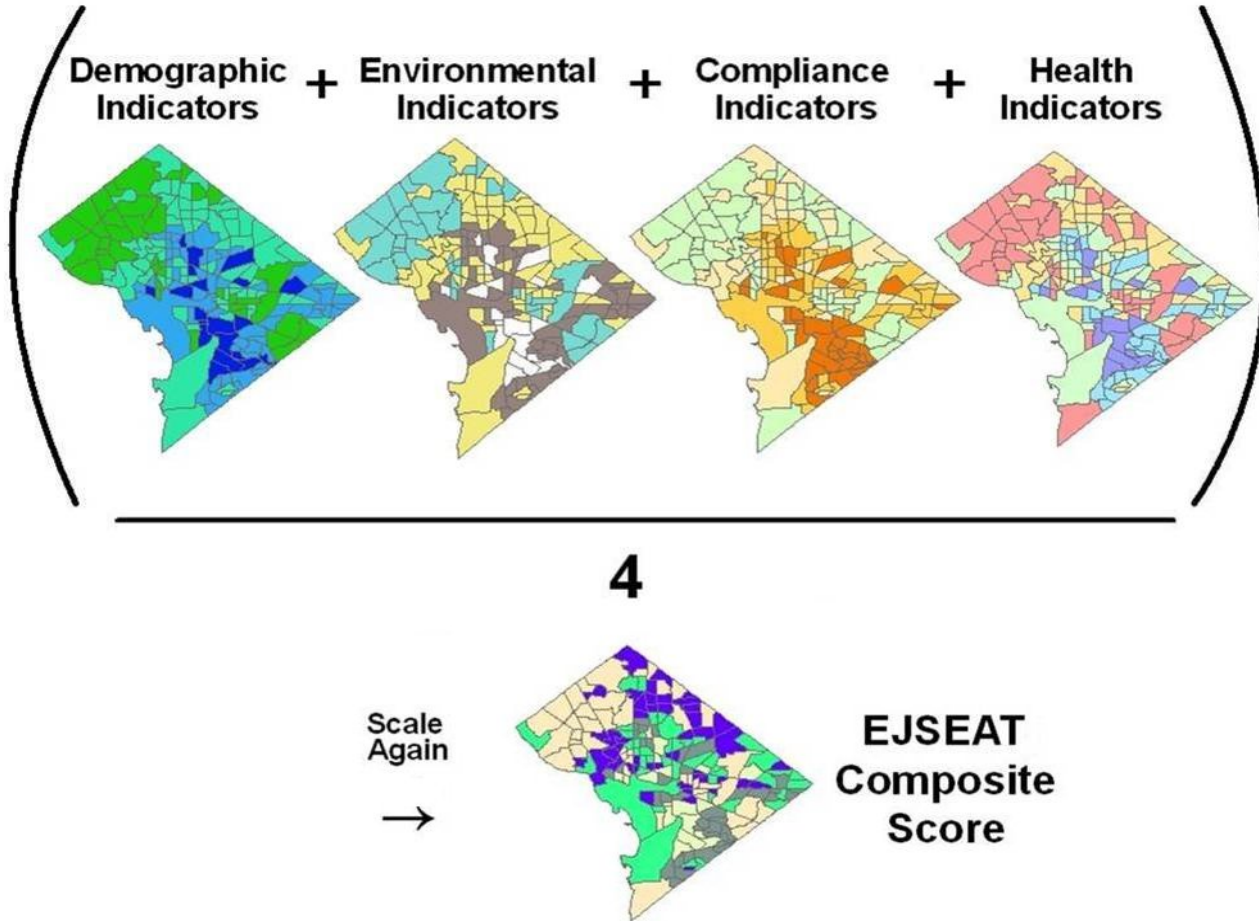 Demographic + Environmental + Compliance + Health
Indicators Indicators Indicators Indicators
4
Scale
Again
→
EJSEAT
Composite
Score